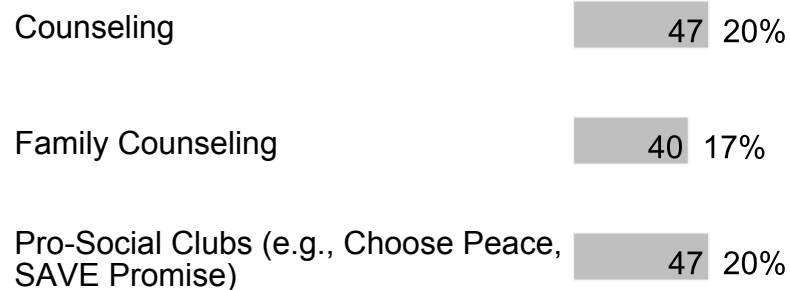 Counseling 47 20%
Family Counseling 40 17%
Pro-Social Clubs (e.g., Choose Peace,
SAVE Promise) 47 20%